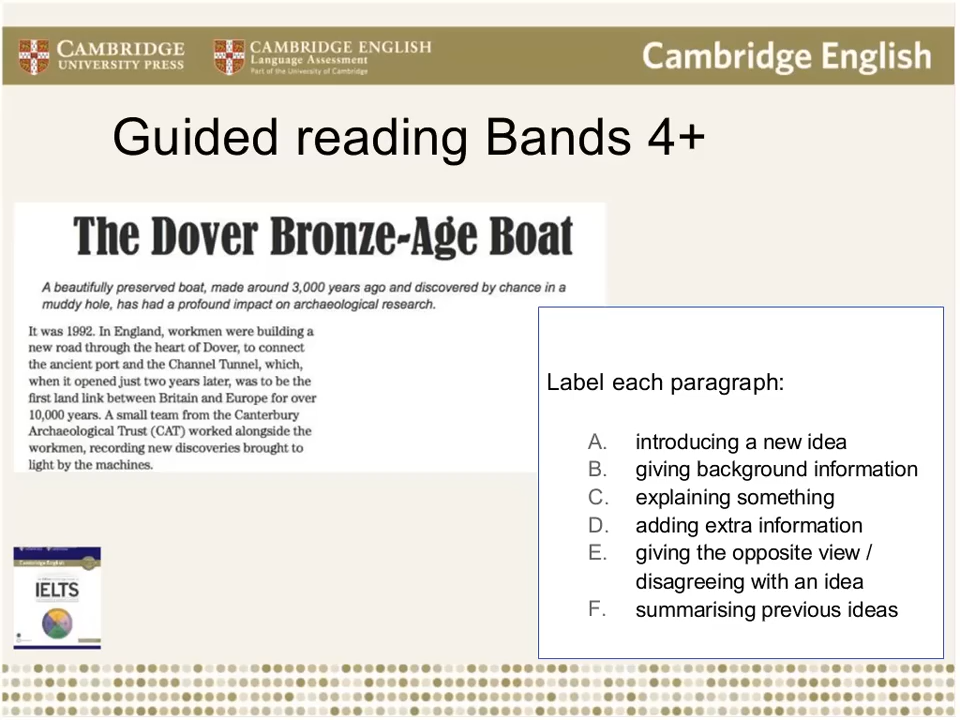 CAMBRIDGE
UNIVERSITY PRESS
CAMBRIDGE ENGLISH
Language Assessment
Part of the University of Cambridge
Cambridge English
Guided reading Bands 4+
The Dover Bronze-Age Boat
A beautifully preserved boat, made around 3,000 years ago and discovered by chance in a
muddy hole, has had a profound impact on archaeological research.
It was 1992. In England, workmen were building a
new road through the heart of Dover, to connect
the ancient port and the Channel Tunnel, which,
when it opened just two years later, was to be the
first land link between Britain and Europe for over
10,000 years. A small team from the Canterbury
Archaeological Trust (CAT) worked alongside the
workmen, recording new discoveries brought to
light by the machines.
Label each paragraph:
A. introducing a new idea
B. giving background information
C. explaining something
D. adding extra information
E. giving the opposite view /
disagreeing with an idea
F. summarising previous ideas
Cambridge English
IELTS